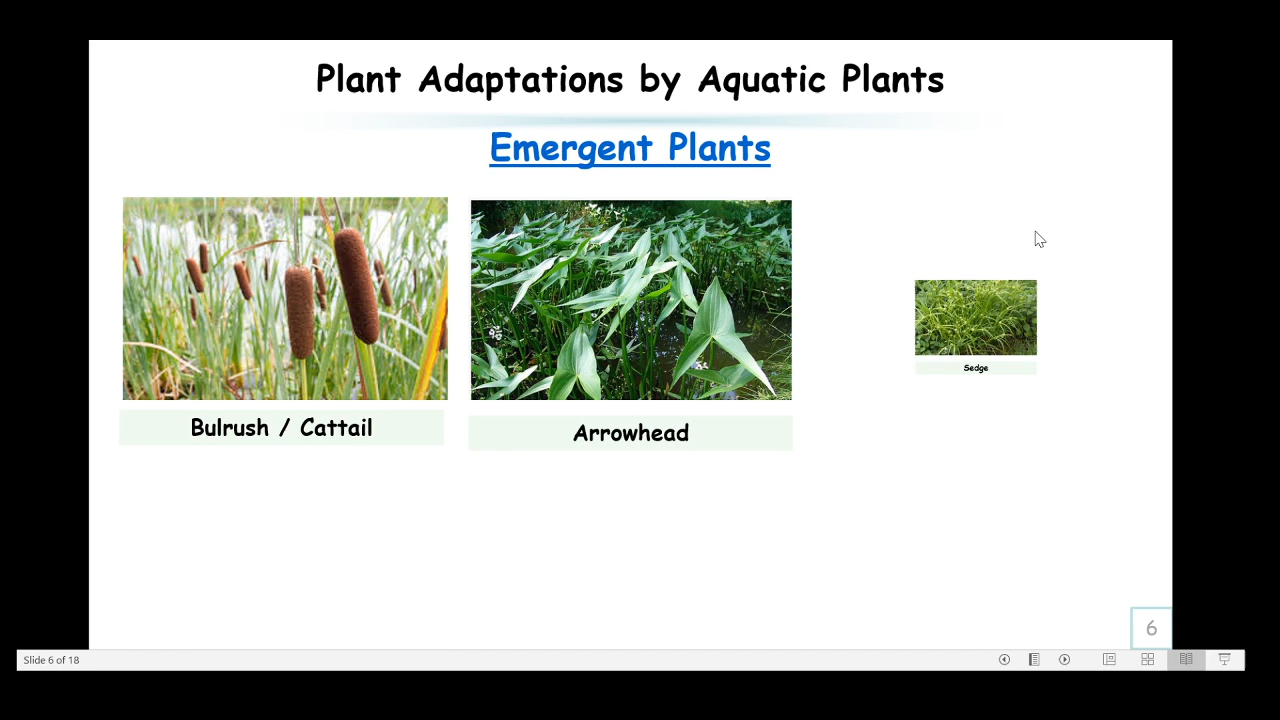 Plant Adaptations by Aquatic Plants
Emergent Plants
Bulrush / Cattail
Arrowhead
Sedge
6
Slide 6 of 18